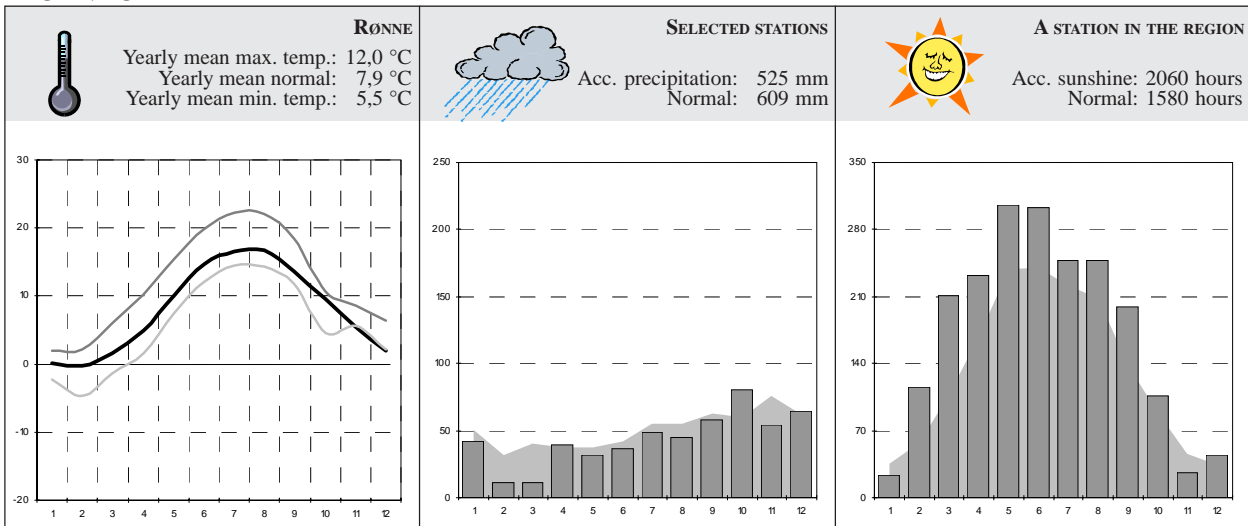 RØNNE
Yearly mean max. temp.: 12,0 °C
Yearly mean normal: 7,9 °C
Yearly mean min. temp.: 5,5 °C
SELECTED STATIONS
Acc. precipitation: 525 mm
Normal: 609 mm
A STATION IN THE REGION
Acc. sunshine: 2060 hours
Normal: 1580 hours
30
20
10
0
-10
-20
1 2 3 4 5 6 7 8 9 10 11 12
250
200
150
100
50
0
1 2 3 4 5 6 7 8 9 10 11 12
350
280
210
140
70
0
1 2 3 4 5 6 7 8 9 10 11 12